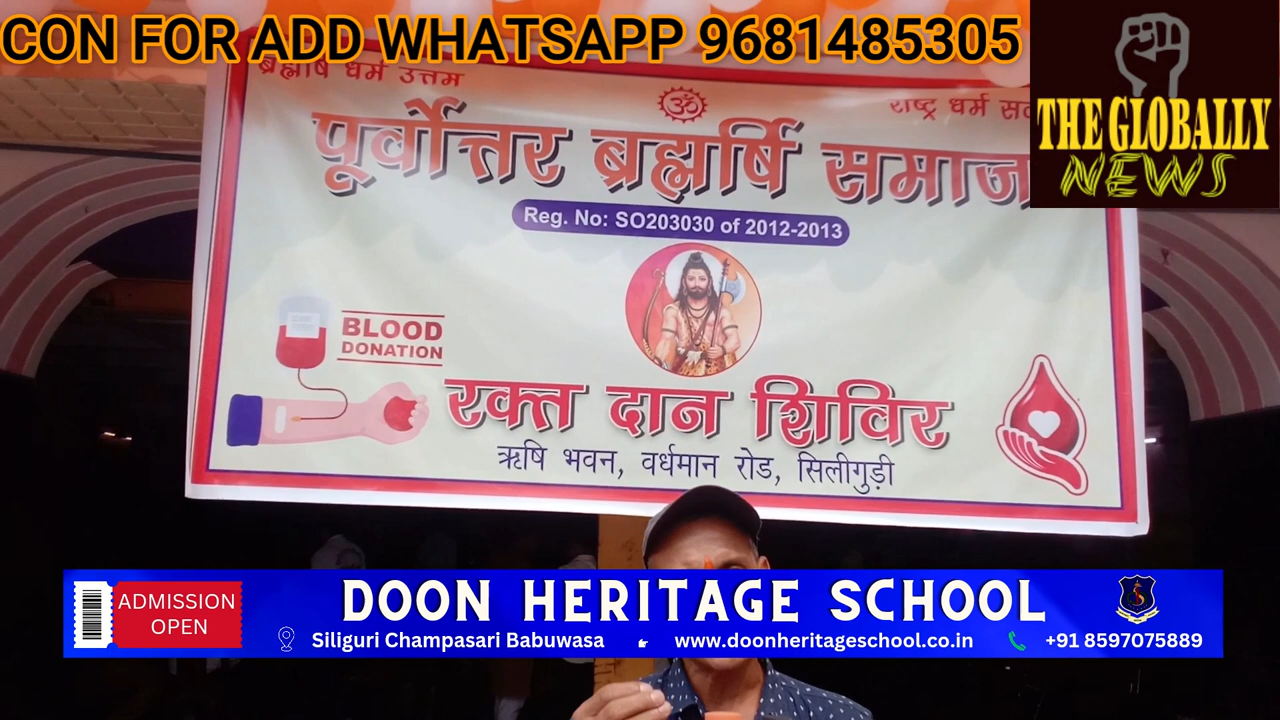 CON FOR ADD WHATSAPP 9681485305
THE GLOBALLY
NEWS
ब्रह्मर्षि धर्म उत्तम
ॐ
राष्ट्र धर्म
पूर्वोत्तर ब्रह्मर्षि समाज
Reg. No: SO203030 of 2012-2013
BLOOD
DONATION
रक्त दान शिविर
ऋषि भवन, वर्धमान रोड, सिलीगुड़ी
ADMISSION
OPEN
DOON HERITAGE SCHOOL
Siliguri Champasari Babuwasa
www.doonheritageschool.co.in
+91 8597075889